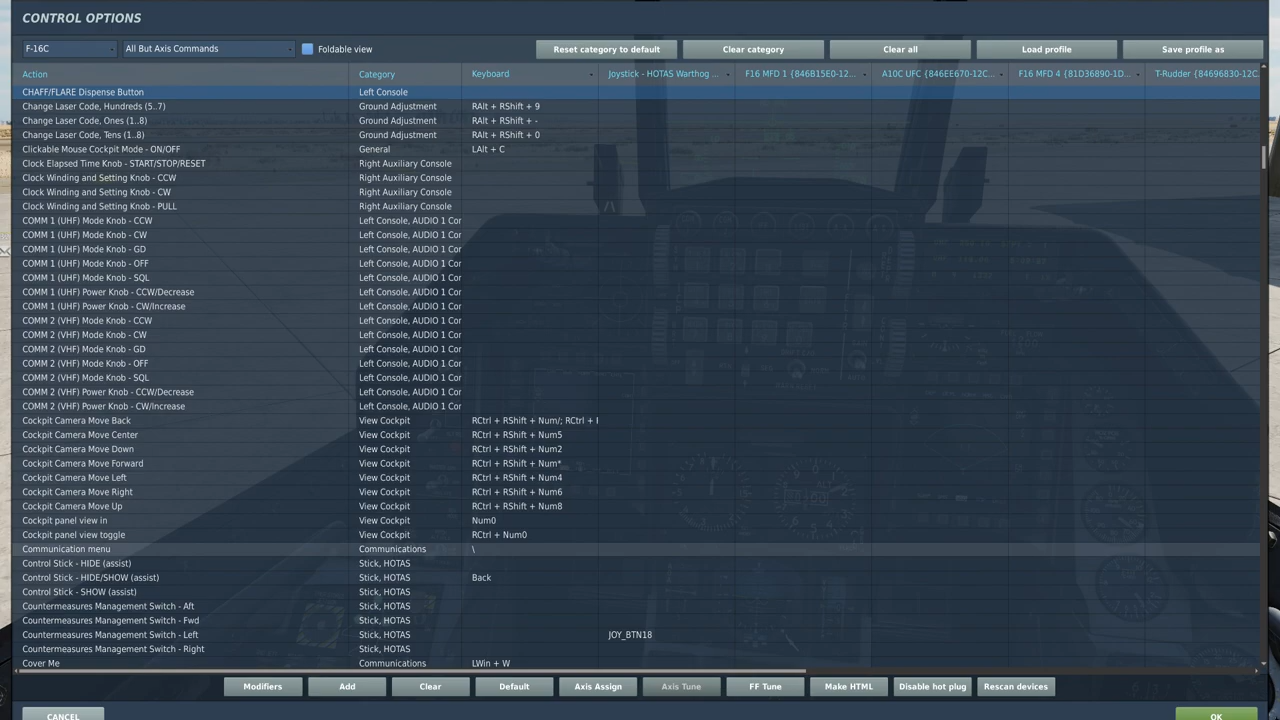 CONTROL OPTIONS
F-16C All But Axis Commands Foldable view Reset category to default Clear category Clear all Load profile Save profile as
Action Category Keyboard Joystick - HOTAS Warthog ... F16 MFD 1 {846B15E0-12... A10C UFC {846EE670-12C... F16 MFD 4 {81D36890-1D... T-Rudder {84696830-12C.
CHAFF/FLARE Dispense Button Left Console
Change Laser Code, Hundreds (5..7) Ground Adjustment RAlt + RShift + 9
Change Laser Code, Ones (1..8) Ground Adjustment RAlt + RShift + -
Change Laser Code, Tens (1..8) Ground Adjustment RAlt + RShift + 0
Clickable Mouse Cockpit Mode - ON/OFF General LAlt + C
Clock Elapsed Time Knob - START/STOP/RESET Right Auxiliary Console
Clock Winding and Setting Knob - CCW Right Auxiliary Console
Clock Winding and Setting Knob - CW Right Auxiliary Console
Clock Winding and Setting Knob - PULL Right Auxiliary Console
COMM 1 (UHF) Mode Knob - CCW Left Console, AUDIO 1 Cor
COMM 1 (UHF) Mode Knob - CW Left Console, AUDIO 1 Cor
COMM 1 (UHF) Mode Knob - GD Left Console, AUDIO 1 Cor
COMM 1 (UHF) Mode Knob - OFF Left Console, AUDIO 1 Cor
COMM 1 (UHF) Mode Knob - SQL Left Console, AUDIO 1 Cor
COMM 1 (UHF) Power Knob - CCW/Decrease Left Console, AUDIO 1 Cor
COMM 1 (UHF) Power Knob - CW/Increase Left Console, AUDIO 1 Cor
COMM 2 (VHF) Mode Knob - CCW Left Console, AUDIO 1 Cor
COMM 2 (VHF) Mode Knob - CW Left Console, AUDIO 1 Cor
COMM 2 (VHF) Mode Knob - GD Left Console, AUDIO 1 Cor
COMM 2 (VHF) Mode Knob - OFF Left Console, AUDIO 1 Cor
COMM 2 (VHF) Mode Knob - SQL Left Console, AUDIO 1 Cor
COMM 2 (VHF) Power Knob - CCW/Decrease Left Console, AUDIO 1 Cor
COMM 2 (VHF) Power Knob - CW/Increase Left Console, AUDIO 1 Cor
Cockpit Camera Move Back View Cockpit RCtrl + RShift + Num/; RCtrl + F
Cockpit Camera Move Center View Cockpit RCtrl + RShift + Num5
Cockpit Camera Move Down View Cockpit RCtrl + RShift + Num2
Cockpit Camera Move Forward View Cockpit RCtrl + RShift + Num*
Cockpit Camera Move Left View Cockpit RCtrl + RShift + Num4
Cockpit Camera Move Right View Cockpit RCtrl + RShift + Num6
Cockpit Camera Move Up View Cockpit RCtrl + RShift + Num8
Cockpit panel view in View Cockpit Num0
Cockpit panel view toggle View Cockpit RCtrl + Num0
Communication menu Communications \
Control Stick - HIDE (assist) Stick, HOTAS
Control Stick - HIDE/SHOW (assist) Stick, HOTAS Back
Control Stick - SHOW (assist) Stick, HOTAS
Countermeasures Management Switch - Aft Stick, HOTAS
Countermeasures Management Switch - Fwd Stick, HOTAS
Countermeasures Management Switch - Left Stick, HOTAS JOY_BTN18
Countermeasures Management Switch - Right Stick, HOTAS
Cover Me Communications LWin + W
Modifiers Add Clear Default Axis Assign Axis Tune FF Tune Make HTML Disable hot plug Rescan devices
CANCEL OK